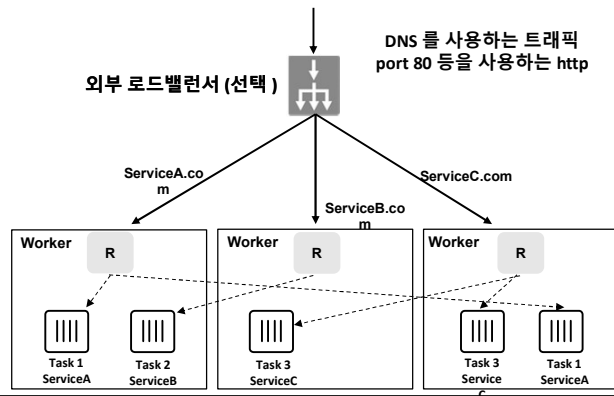 DNS 를 사용하는 트래픽
port 80 등을 사용하는 http
외부 로드밸런서 (선택 )
ServiceA.co
m
ServiceB.co
m
ServiceC.com
Worker
R
Worker
R
Worker
R
Task 1
ServiceA
Task 2
ServiceB
Task 3
ServiceC
Task 3
Service
C
Task 1
ServiceA